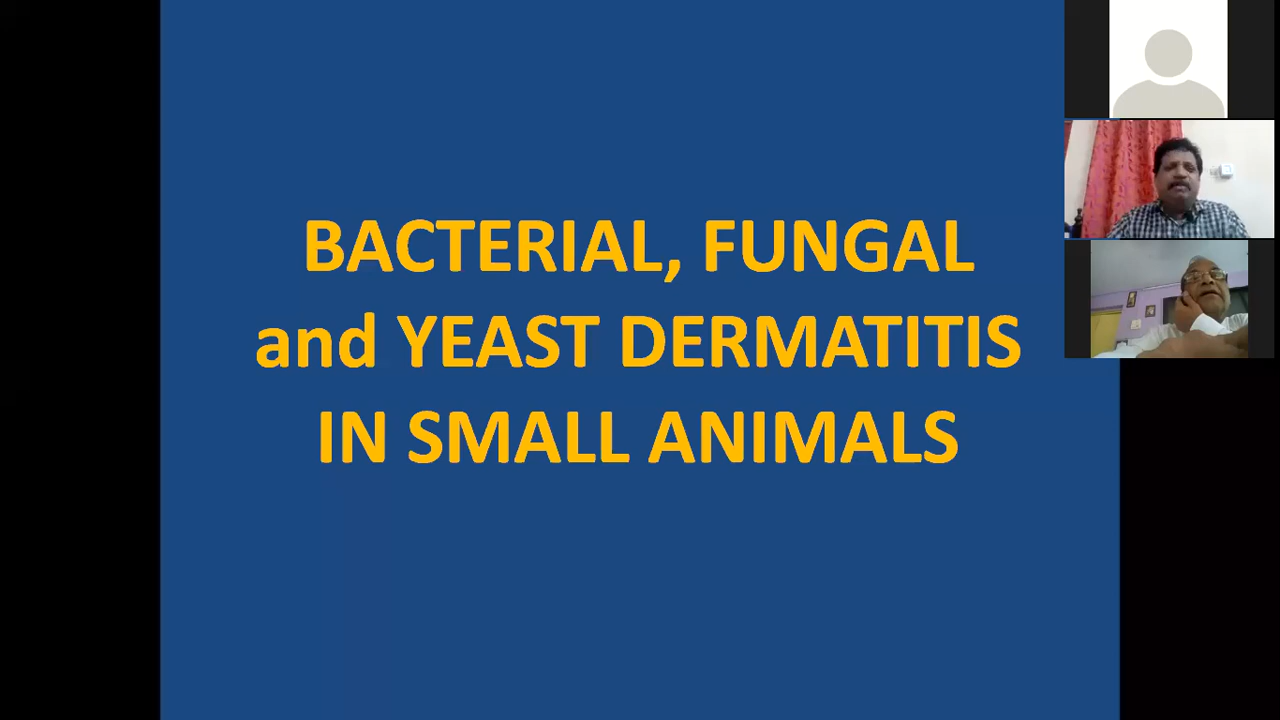 BACTERIAL, FUNGAL
and YEAST DERMATITIS
IN SMALL ANIMALS